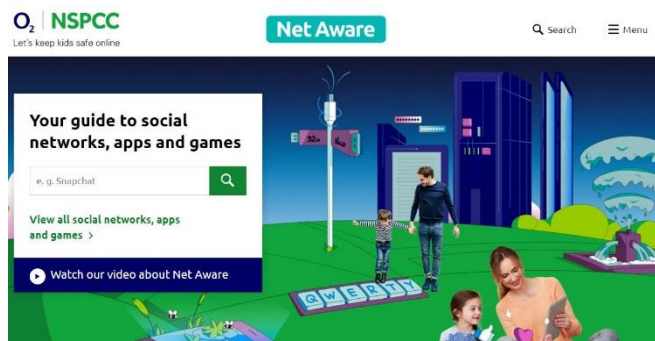 O2 NSPCC
Let's keep kids safe online
Net Aware
Search
Menu
Your guide to social
networks, apps and games
e. g. Snapchat
View all social networks, apps
and games >
Watch our video about Net Aware
32GB
QWERTY